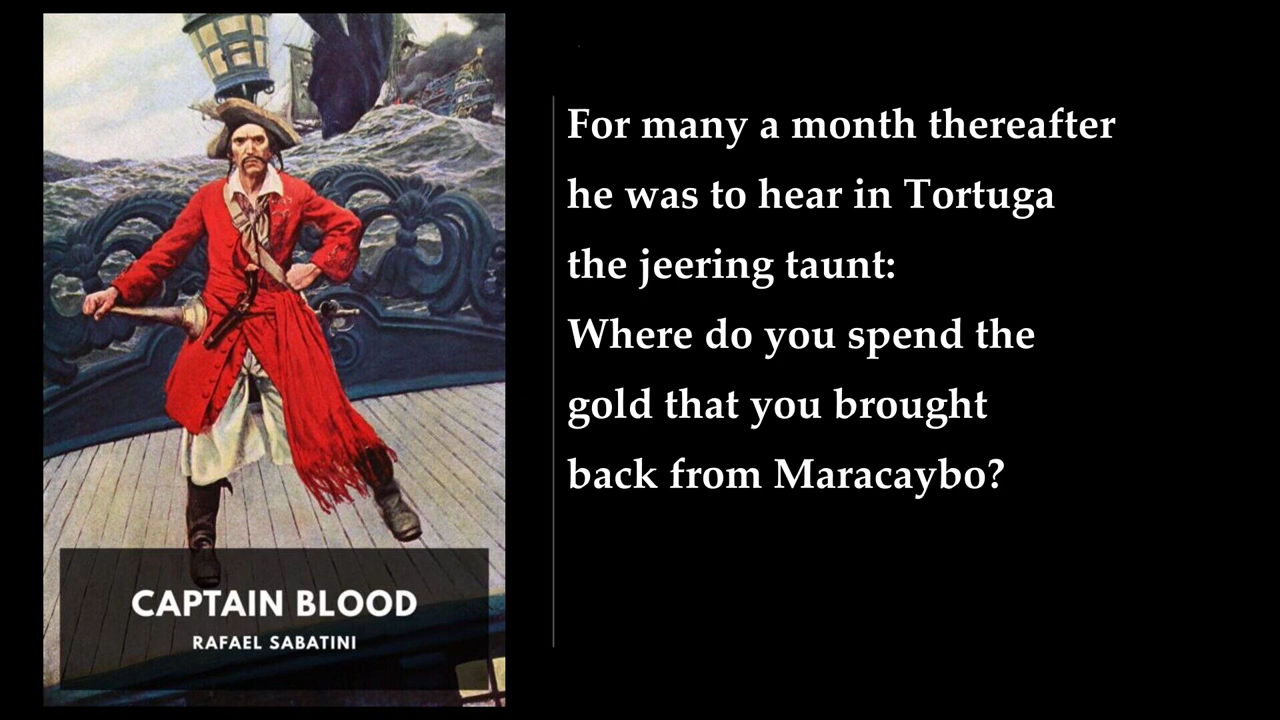 For many a month thereafter
he was to hear in Tortuga
the jeering taunt:
Where do you spend the
gold that you brought
back from Maracaybo?
CAPTAIN BLOOD
RAFAEL SABATINI